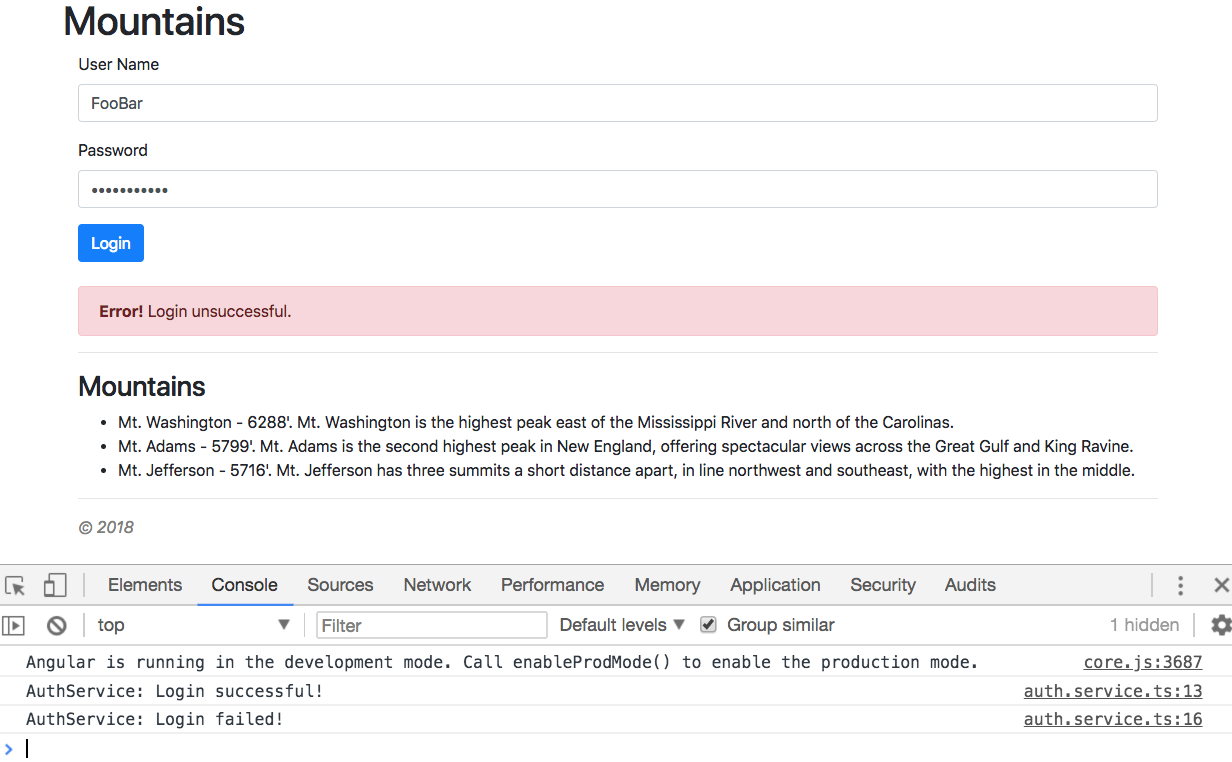 Mountains
User Name
FooBar
Password
•••••••••••
Login
Error! Login unsuccessful.
Mountains
• Mt. Washington - 6288'. Mt. Washington is the highest peak east of the Mississippi River and north of the Carolinas.
• Mt. Adams - 5799'. Mt. Adams is the second highest peak in New England, offering spectacular views across the Great Gulf and King Ravine.
• Mt. Jefferson - 5716'. Mt. Jefferson has three summits a short distance apart, in line northwest and southeast, with the highest in the middle.
© 2018
Elements Console Sources Network Performance Memory Application Security Audits
top Filter Default levels Group similar 1 hidden
Angular is running in the development mode. Call enableProdMode() to enable the production mode. core.js:3687
AuthService: Login successful! auth.service.ts:13
AuthService: Login failed! auth.service.ts:16